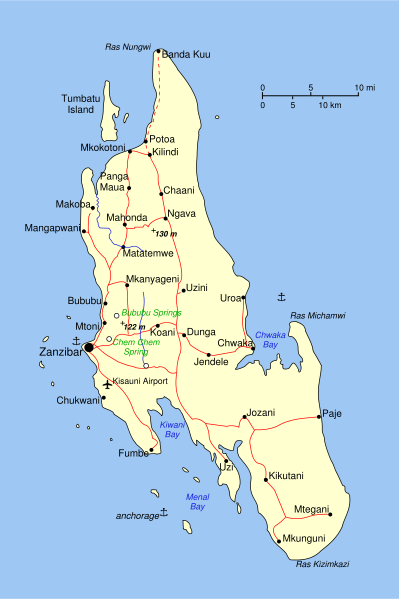 Ras Nungwi
Banda Kuu
0 5 10 mi
0 5 10 km
Tumbatu
Island
Potoa
Mkokotoni
Kilindi
Panga
Maua
Chaani
Makoba
Mahonda
Ngava
Mangapwani
130 m
Matatemwe
Mkanyageni
Uzini
Bububu
Uroa
Bububu Springs
Ras Michamwi
Mtoni
122 m
Koani
Dunga
Chwaka
Bay
Chem Chem
Spring
Chwaka
Zanzibar
Jendele
Kisauni Airport
Chukwani
Jozani
Paje
Kiwani
Bay
Fumbe
Uzi
Kikutani
Menal
Bay
Mtegani
anchorage
Mkunguni
Ras Kizimkazi